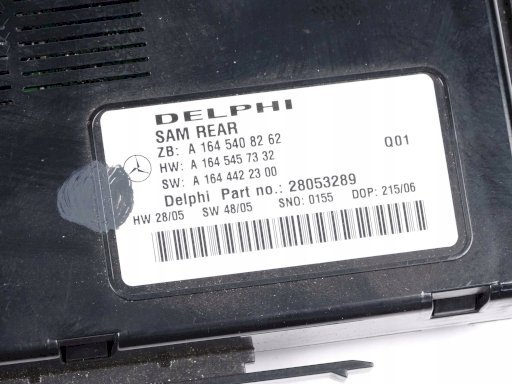 DELPHI
SAM REAR
ZB: A 164 540 82 62
HW: A 164 545 73 32 Q01
SW: A 164 442 23 00
Delphi Part no.: 28053289
HW 28/05 SW 48/05 SNO: 0155 DOP: 215/06